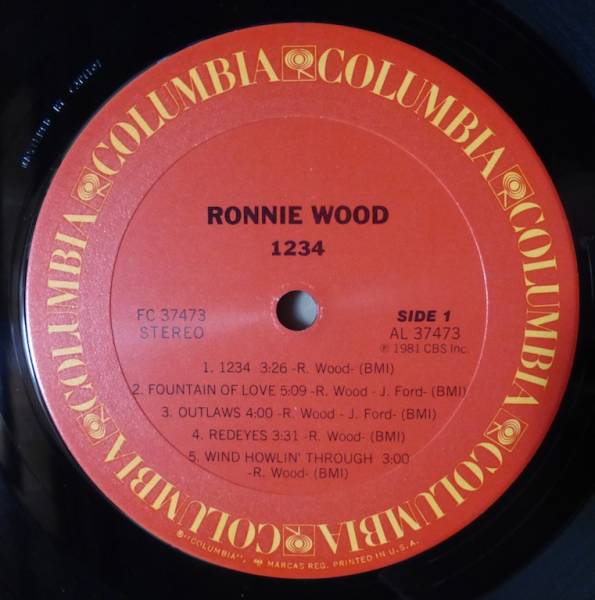 COLUMBIA COLUMBIA COLUMBIA COLUMBIA COLUMBIA COLUMBIA
MASTERED BY CAPITOL
RONNIE WOOD
1234
FC 37473
STEREO
SIDE 1
AL 37473
℗ 1981 CBS Inc.
1. 1234 3:26 -R. Wood- (BMI)
2. FOUNTAIN OF LOVE 5:09 -R. Wood - J. Ford- (BMI)
3. OUTLAWS 4:00 -R. Wood - J. Ford- (BMI)
4. REDEYES 3:31 -R. Wood- (BMI)
5. WIND HOWLIN' THROUGH 3:00
-R. Wood- (BMI)
®"COLUMBIA", MARCAS REG. PRINTED IN U.S.A.